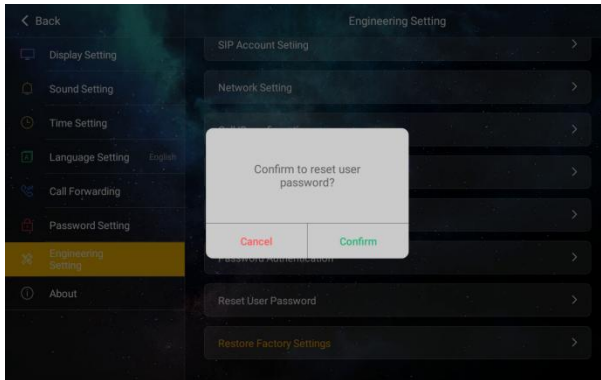 Back
Engineering Setting
Display Setting
Sound Setting
Time Setting
Language Setting English
Call Forwarding
Password Setting
Engineering
Setting
About
SIP Account Setiing
Network Setting
Confirm to reset user
password?
Cancel
Confirm
Password Authentication
Reset User Password
Restore Factory Settings